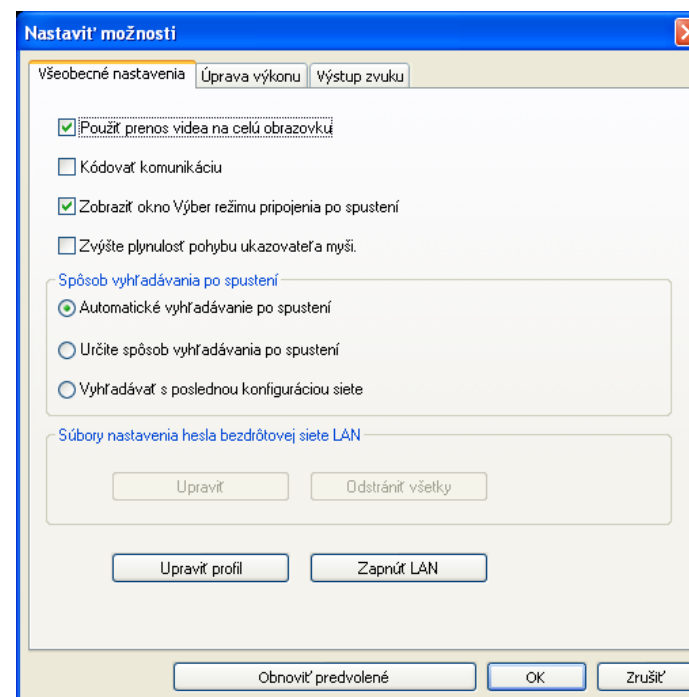 Nastaviť možnosti
Všeobecné nastavenia Úprava výkonu Výstup zvuku
Použiť prenos videa na celú obrazovku
Kódovať komunikáciu
Zobraziť okno Výber režimu pripojenia po spustení
Zvýšte plynulosť pohybu ukazovateľa myši.
Spôsob vyhľadávania po spustení
Automatické vyhľadávanie po spustení
Určite spôsob vyhľadávania po spustení
Vyhľadávať s poslednou konfiguráciou siete
Súbory nastavenia hesla bezdrôtovej siete LAN
Upraviť Odstrániť všetky
Upraviť profil Zapnúť LAN
Obnoviť predvolené OK Zrušiť